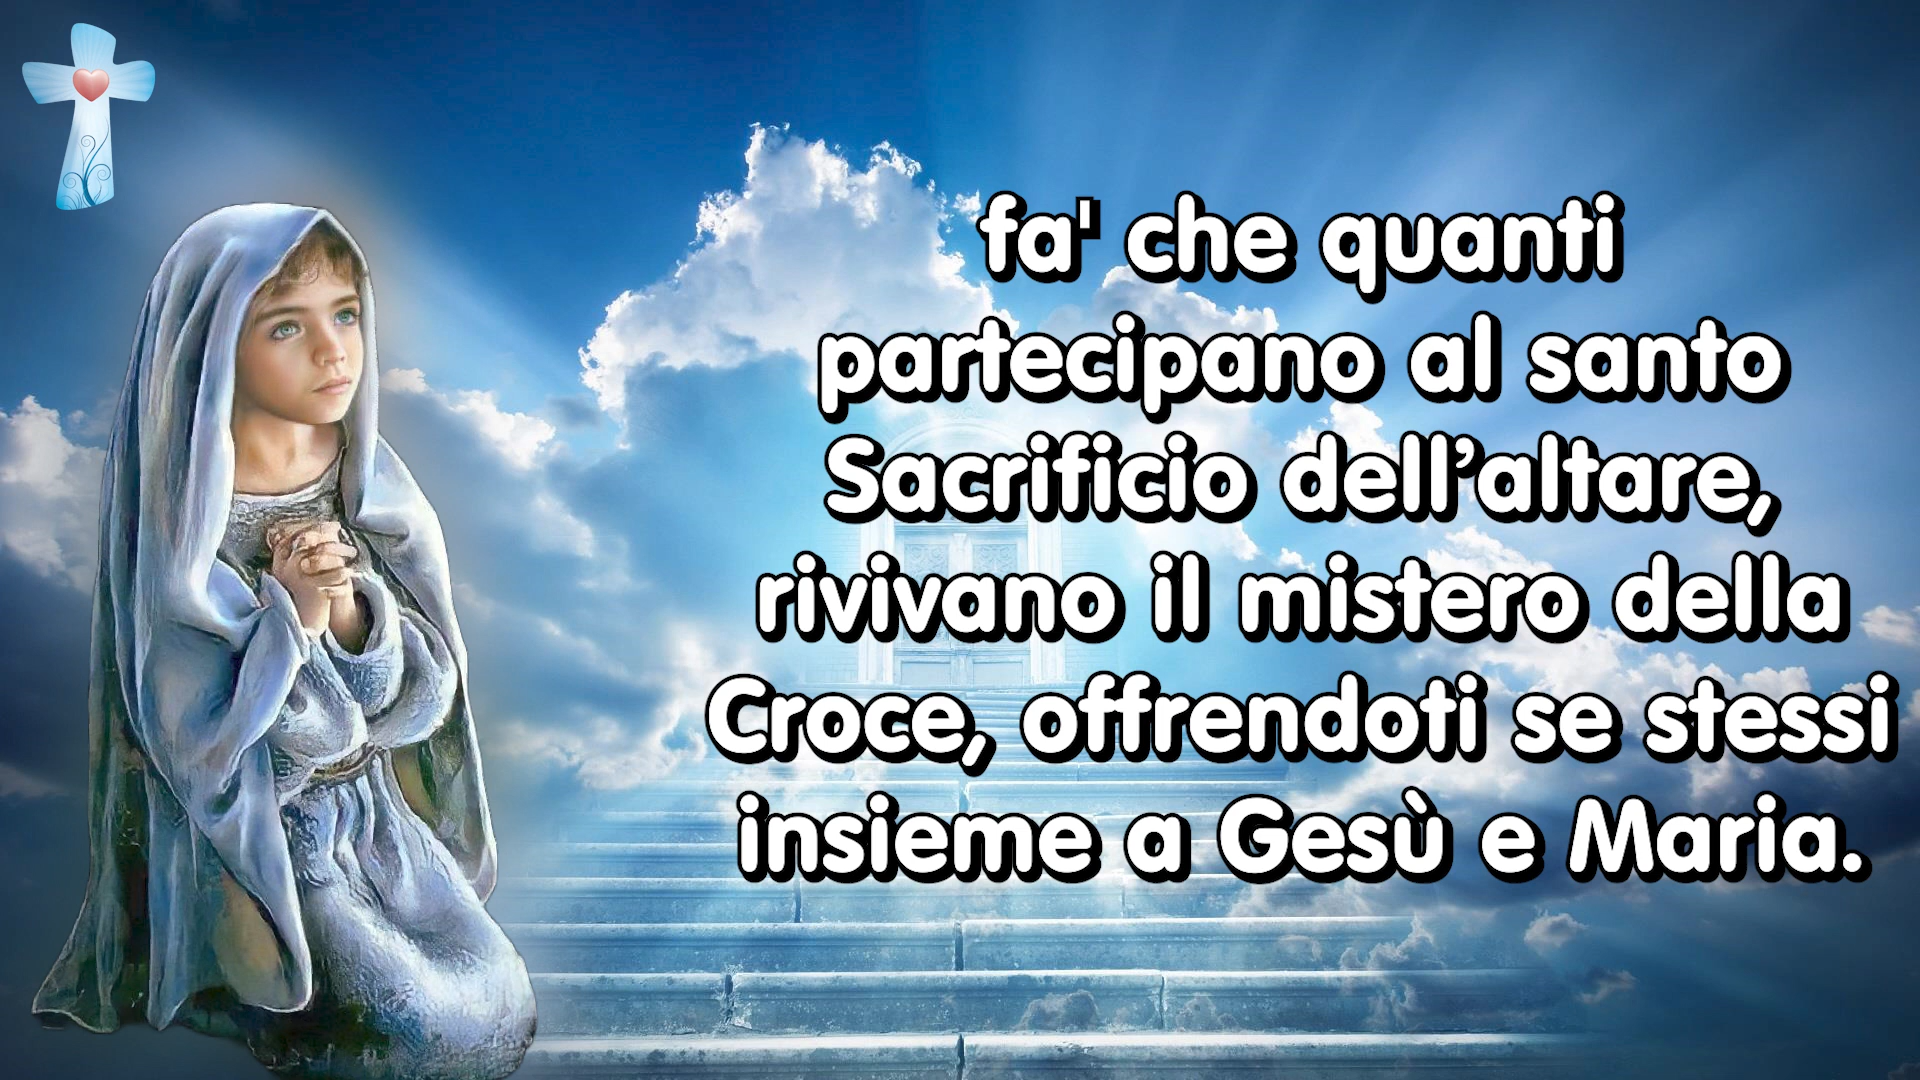 fa' che quanti
partecipano al santo
Sacrificio dell’altare,
rivivano il mistero della
Croce, offrendoti se stessi
insieme a Gesù e Maria.